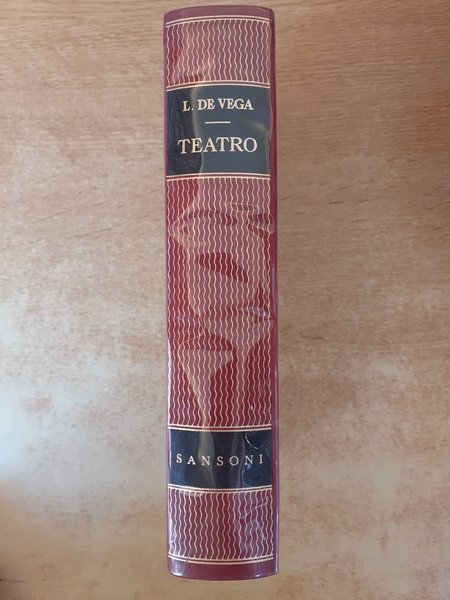 L. DE VEGA
TEATRO
SANSONI